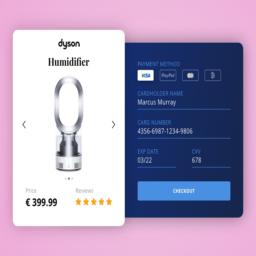 dyson
Humidifier
Price
Reviews
€ 399.99
PAYMENT METHOD
VISA
PayPal
CARDHOLDER NAME
Marcus Murray
CARD NUMBER
4356-6987-1234-9806
EXP DATE
CVV
03/22
678
CHECKOUT